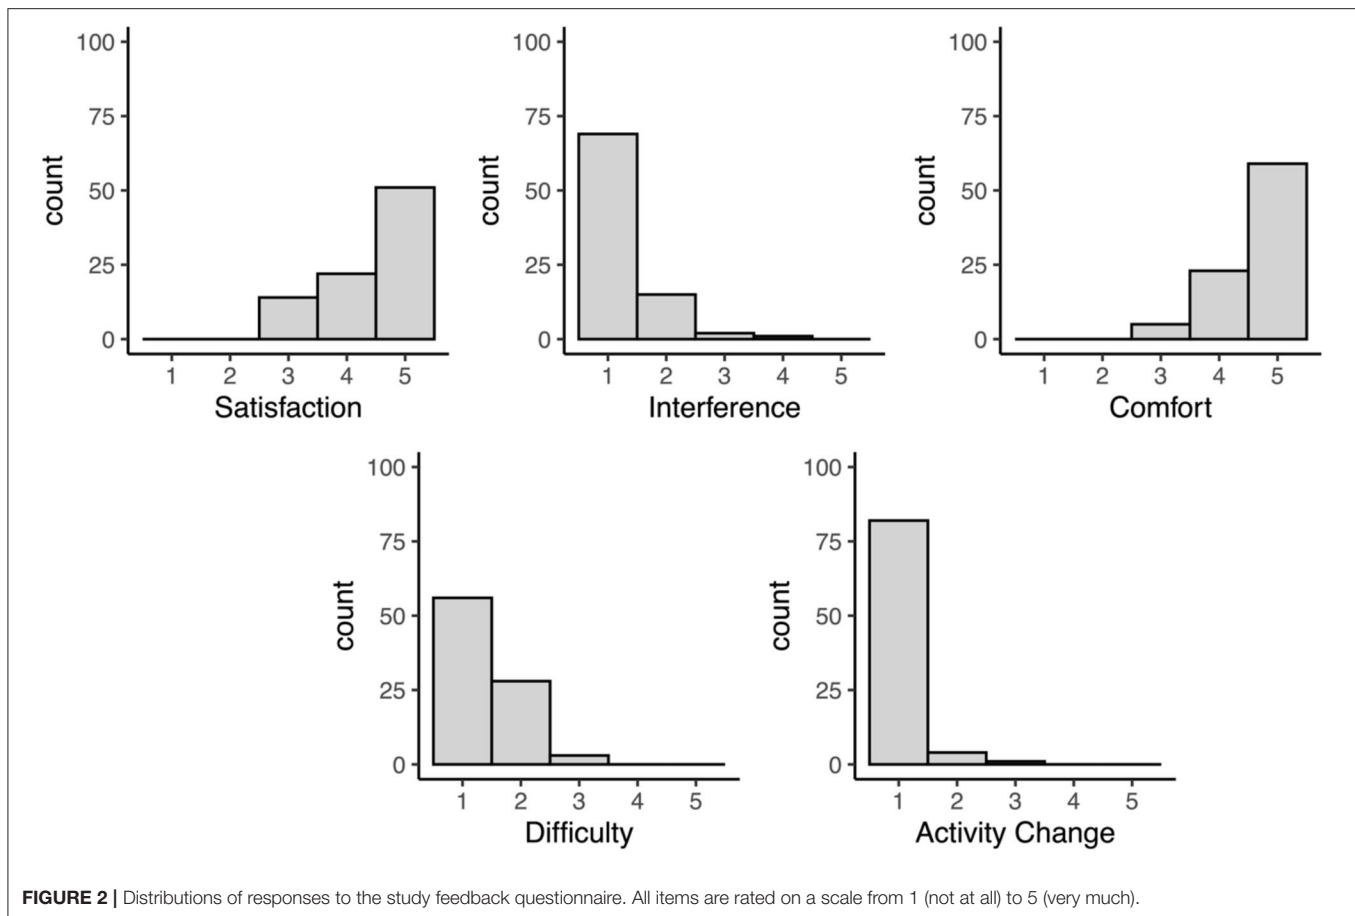 100
75
50
25
0
count
1 2 3 4 5
Satisfaction
100
75
50
25
0
count
1 2 3 4 5
Interference
100
75
50
25
0
count
1 2 3 4 5
Comfort
100
75
50
25
0
count
1 2 3 4 5
Difficulty
100
75
50
25
0
count
1 2 3 4 5
Activity Change
FIGURE 2 | Distributions of responses to the study feedback questionnaire. All items are rated on a scale from 1 (not at all) to 5 (very much).